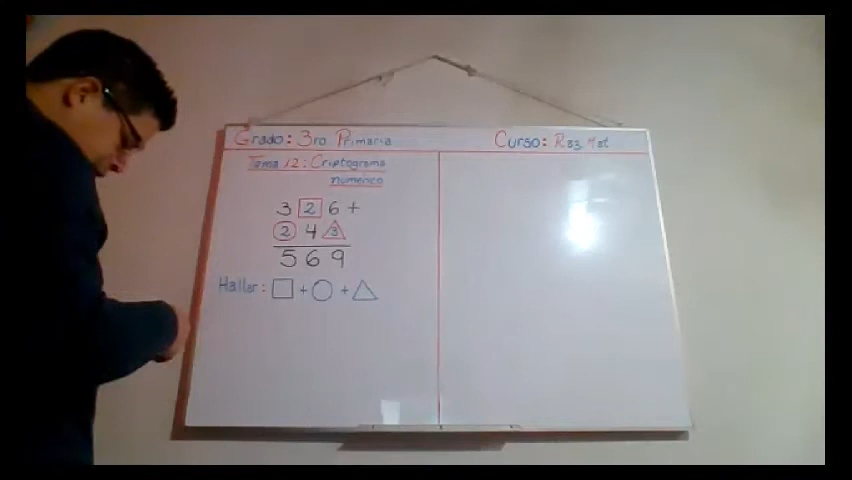 Grado: 3ro Primaria
Curso: Raz. Mat
Tema 12: Criptograma
numérico
3 2 6 +
2 4 3
5 6 9
Hallar: □ + ○ + △